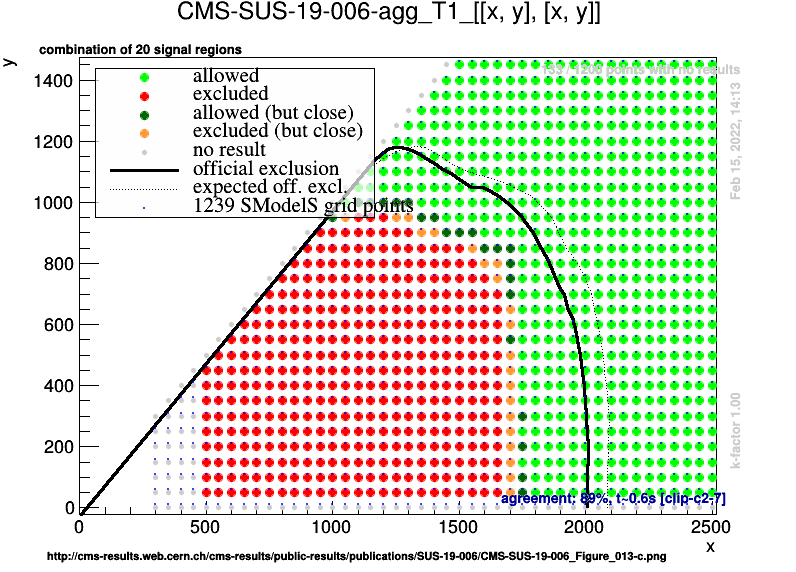 CMS-SUS-19-006-agg_T1_[[x, y], [x, y]]
y
combination of 20 signal regions
1400
1200
1000
800
600
400
200
0
allowed
excluded
allowed (but close)
excluded (but close)
no result
official exclusion
expected off. excl.
1239 SModelS grid points
points with no results
Feb 15, 2022, 14:13
k-factor 1.00
agreement: 89%, t~0.6s [clip-c2-7]
0
500
1000
1500
2000
2500
x
http://cms-results.web.cern.ch/cms-results/public-results/publications/SUS-19-006/CMS-SUS-19-006_Figure_013-c.png